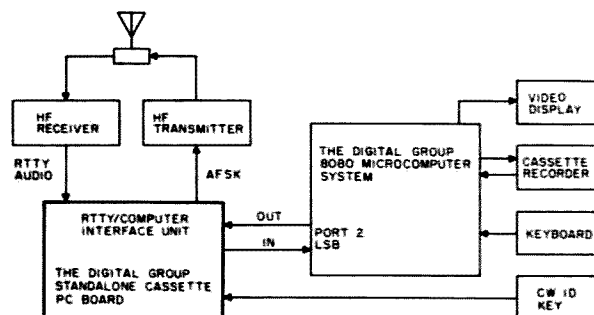 HF
RECEIVER
HF
TRANSMITTER
RTTY
AUDIO
AFSK
RTTY/COMPUTER
INTERFACE UNIT
THE DIGITAL GROUP
STANDALONE CASSETTE
PC BOARD
OUT
IN
THE DIGITAL GROUP
8080 MICROCOMPUTER
SYSTEM
PORT 2
LSB
VIDEO
DISPLAY
CASSETTE
RECORDER
KEYBOARD
CW ID
KEY